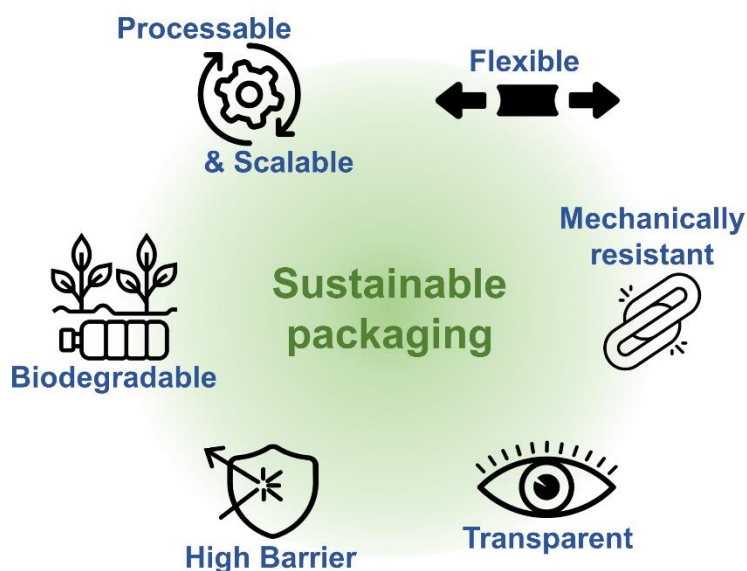 Processable
& Scalable
Flexible
Mechanically
resistant
Sustainable
packaging
Biodegradable
High Barrier
Transparent